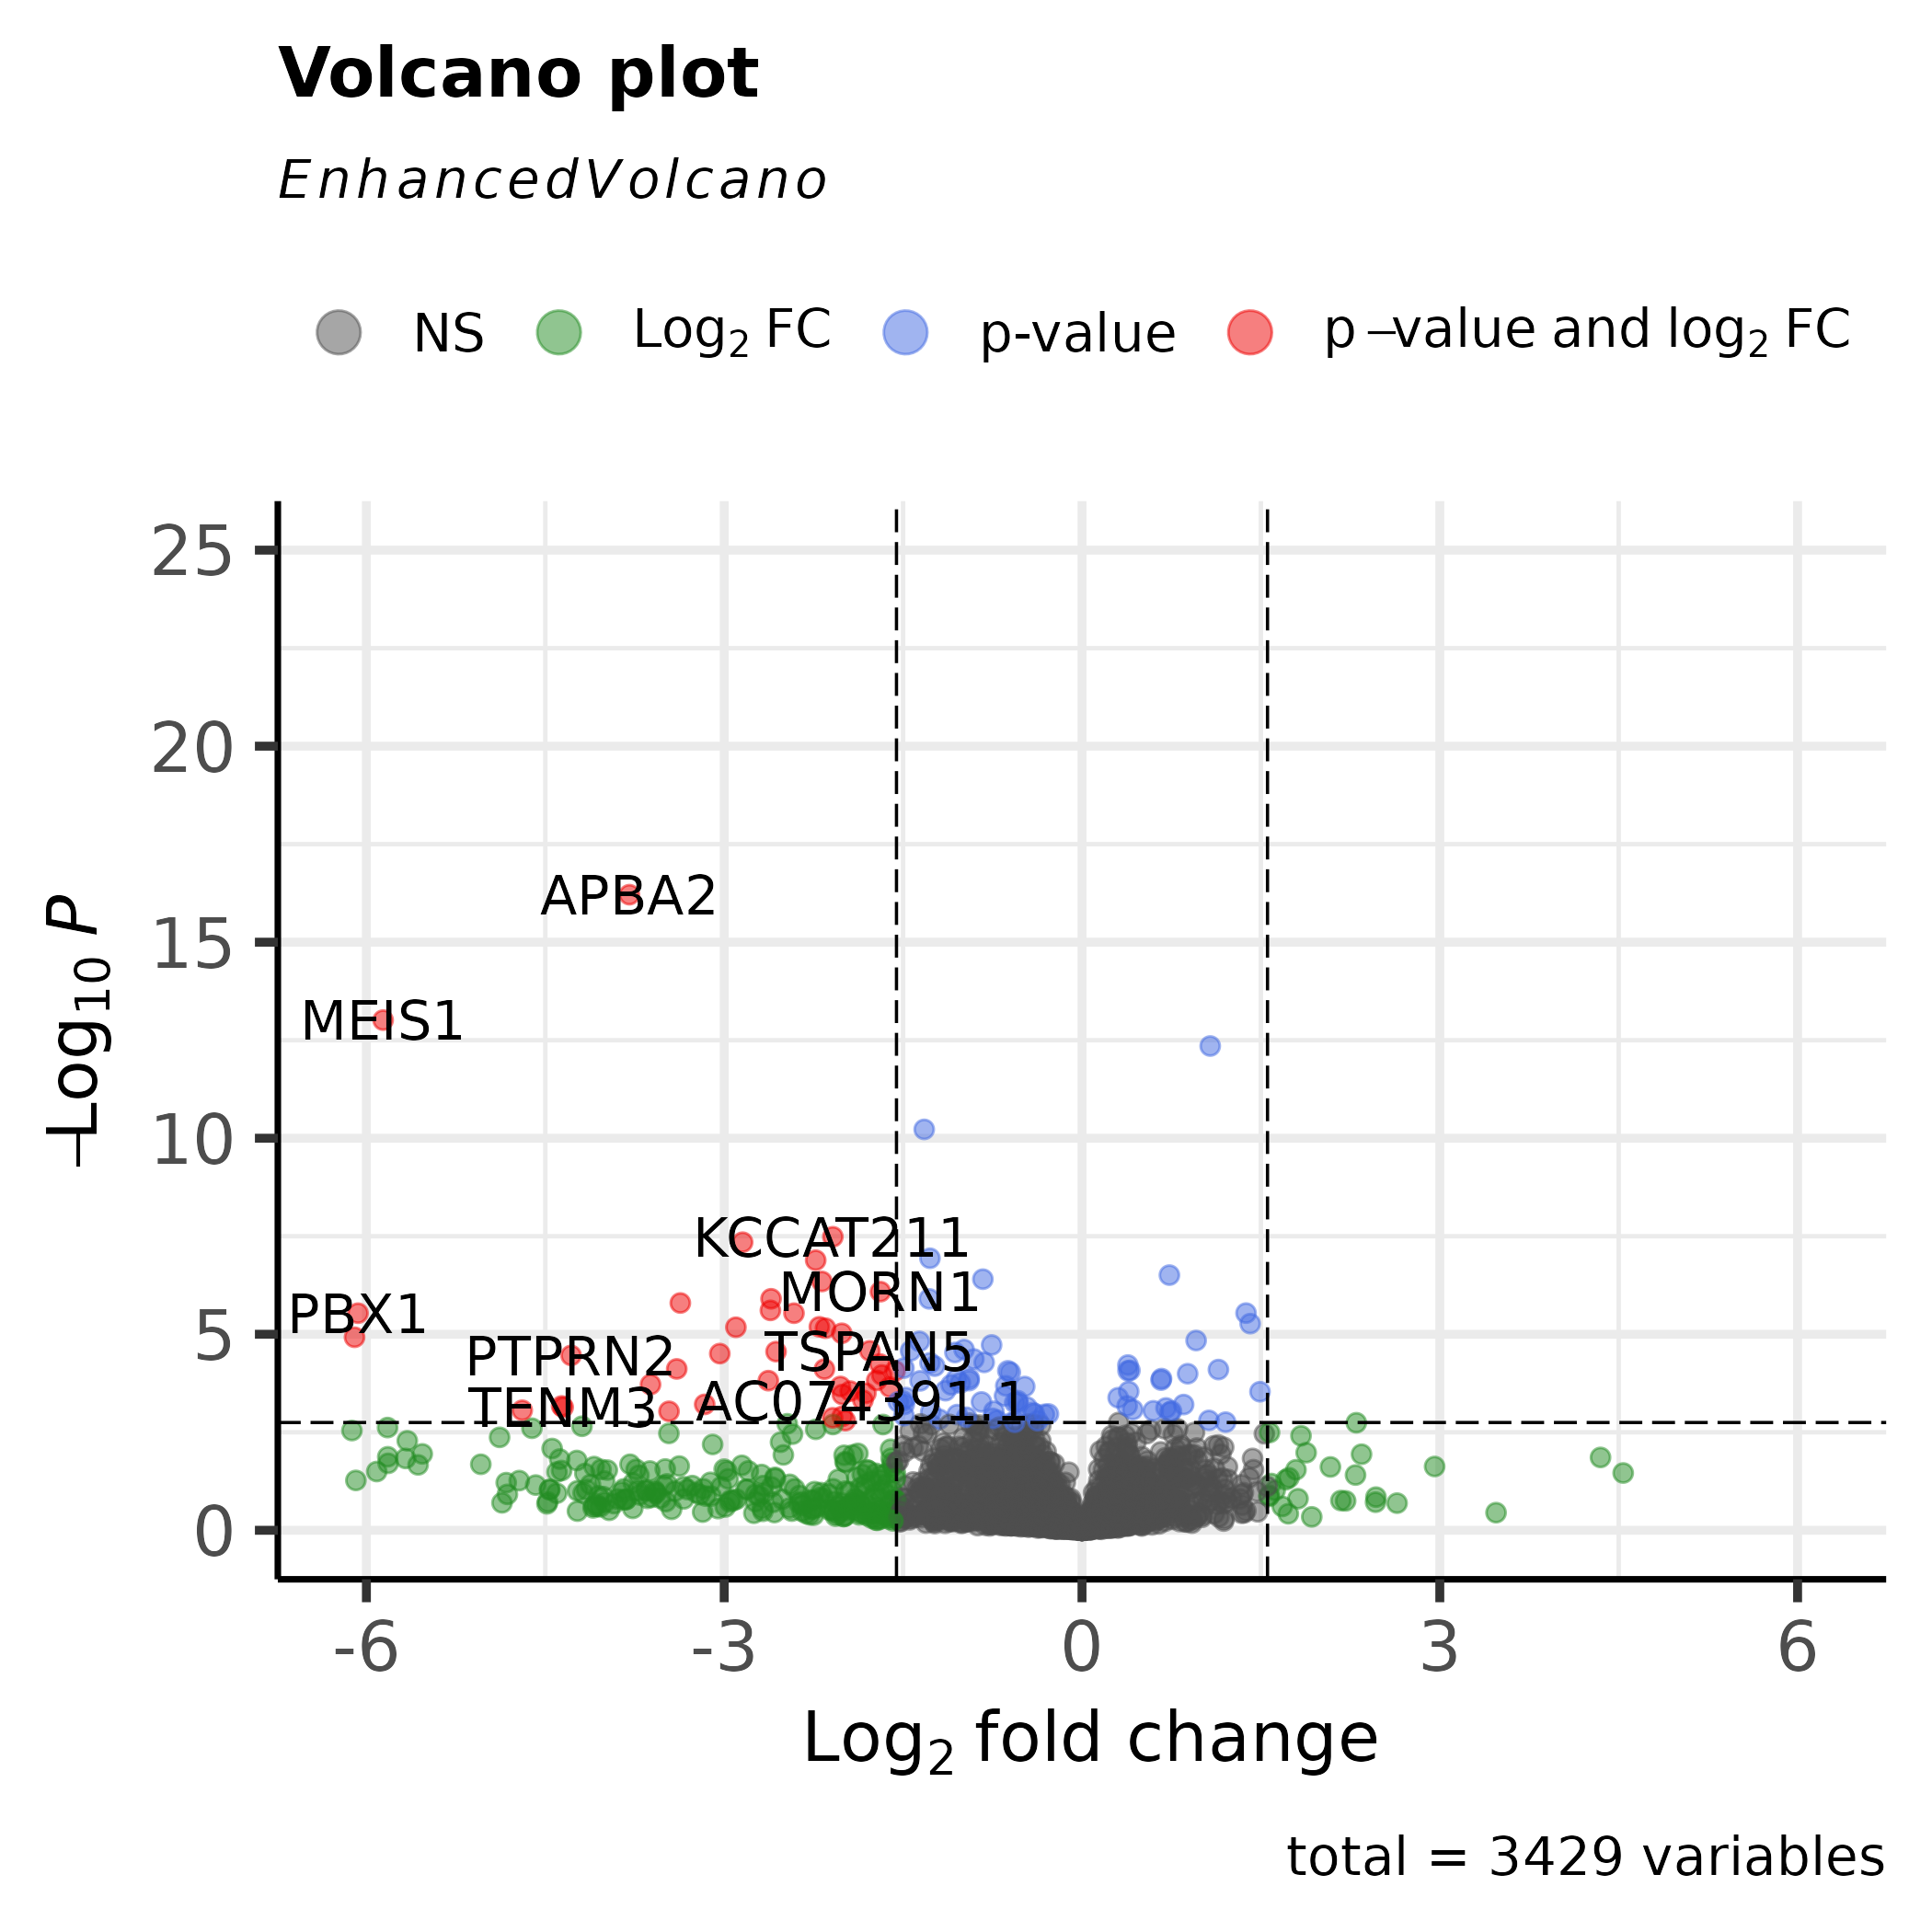 Volcano plot
EnhancedVolcano
NS Log₂ FC p-value p−value and log₂ FC
25
20
15
10
5
0
−Log₁₀ P
APBA2
MEIS1
KCCAT211
MORN1
PBX1
TSPAN5
PTPRN2
AC074391.1
TENM3
-6 -3 0 3 6
Log₂ fold change
total = 3429 variables